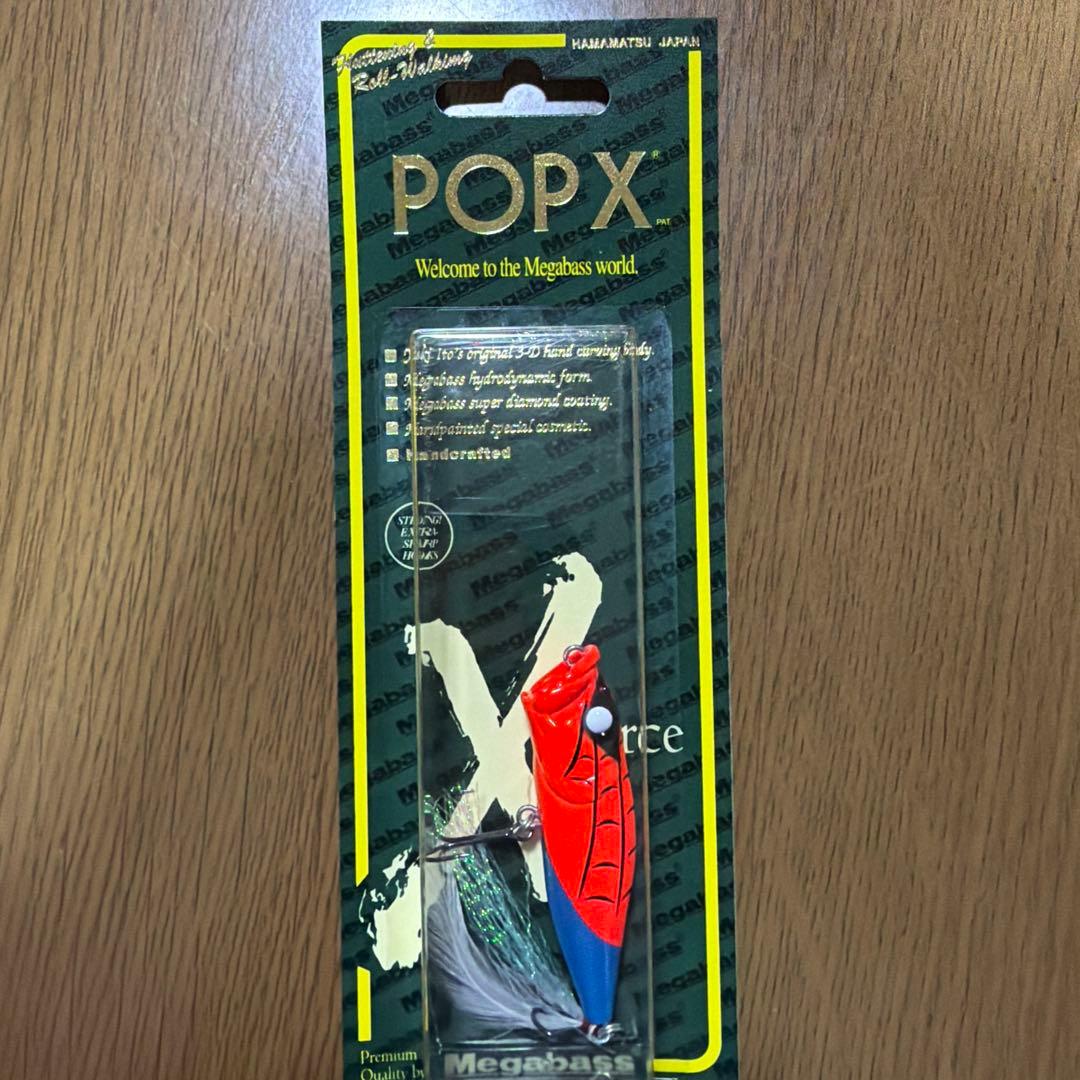 Huttening &
Roll-Walking
HAMAMATSU JAPAN
POPX®
PAT.
Welcome to the Megabass world.
Yuki Ito's original 3-D hand carving body.
Megabass hydrodynamic form.
Megabass super diamond coating.
Handpainted special cosmetic.
Handcrafted
STRONG!
EXTRA-
SHARP
HOOKS
X
rce
Premium
Quality by
Megabass